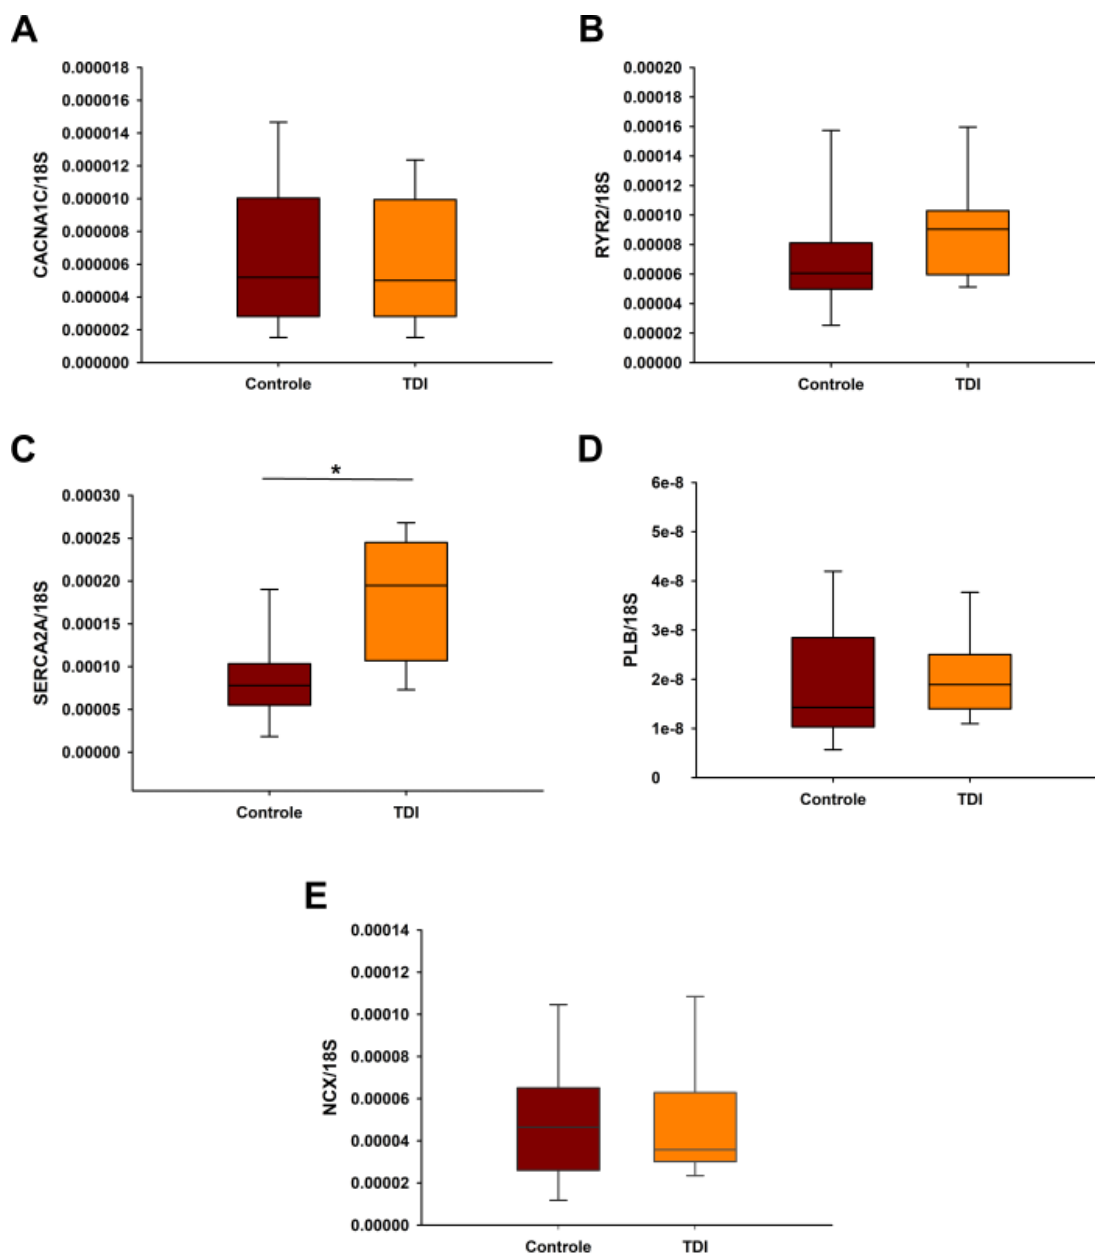 A
CACNA1C/18S
0.000018
0.000016
0.000014
0.000012
0.000010
0.000008
0.000006
0.000004
0.000002
0.000000
Controle TDI
B
RYR2/18S
0.00020
0.00018
0.00016
0.00014
0.00012
0.00010
0.00008
0.00006
0.00004
0.00002
0.00000
Controle TDI
C
SERCA2A/18S
0.00030
0.00025
0.00020
0.00015
0.00010
0.00005
0.00000
*
Controle TDI
D
PLB/18S
6e-8
5e-8
4e-8
3e-8
2e-8
1e-8
0
Controle TDI
E
NCX/18S
0.00014
0.00012
0.00010
0.00008
0.00006
0.00004
0.00002
0.00000
Controle TDI